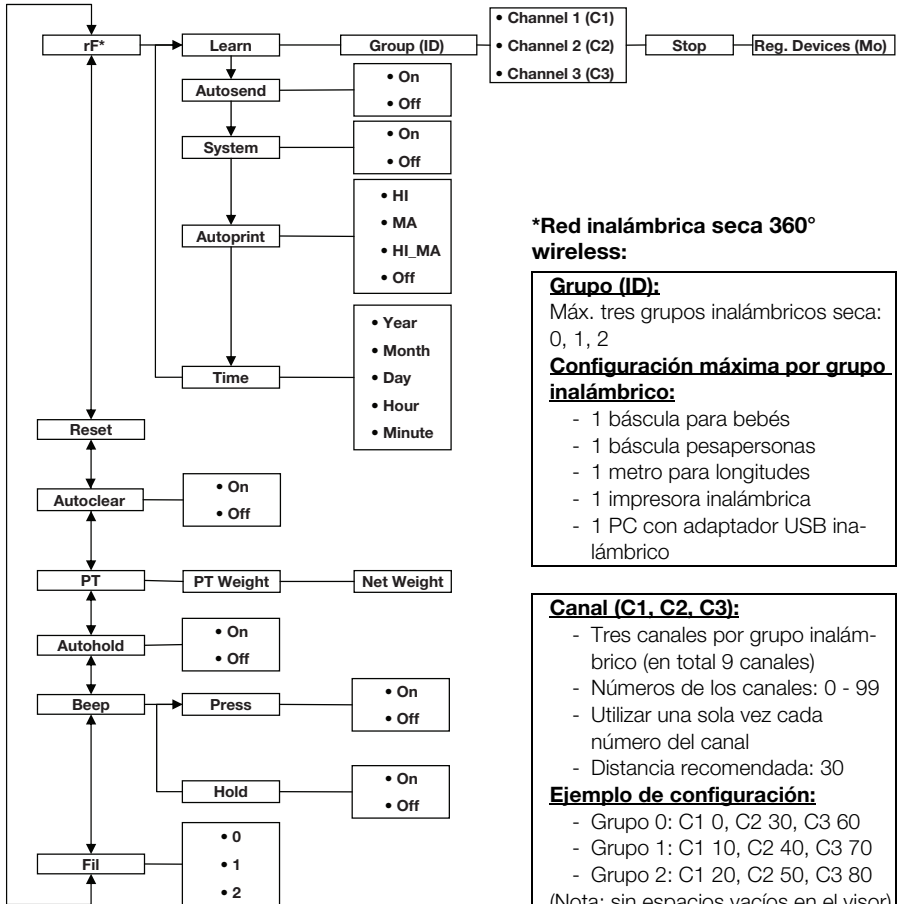 rF*
Learn
Group (ID)
• Channel 1 (C1)
• Channel 2 (C2)
• Channel 3 (C3)
Stop
Reg. Devices (Mo)
Autosend
• On
• Off
System
• On
• Off
Autoprint
• HI
• MA
• HI_MA
• Off
Time
• Year
• Month
• Day
• Hour
• Minute
Reset
Autoclear
• On
• Off
PT
PT Weight
Net Weight
Autohold
• On
• Off
Beep
Press
• On
• Off
Hold
• On
• Off
Fil
• 0
• 1
• 2
*Red inalámbrica seca 360°
wireless:
Grupo (ID):
Máx. tres grupos inalámbricos seca:
0, 1, 2
Configuración máxima por grupo
inalámbrico:
- 1 báscula para bebés
- 1 báscula pesapersonas
- 1 metro para longitudes
- 1 impresora inalámbrica
- 1 PC con adaptador USB ina-
lámbrico
Canal (C1, C2, C3):
- Tres canales por grupo inalám-
brico (en total 9 canales)
- Números de los canales: 0 - 99
- Utilizar una sola vez cada
número del canal
- Distancia recomendada: 30
Ejemplo de configuración:
- Grupo 0: C1 0, C2 30, C3 60
- Grupo 1: C1 10, C2 40, C3 70
- Grupo 2: C1 20, C2 50, C3 80
(Nota: sin espacios vacíos en el visor)